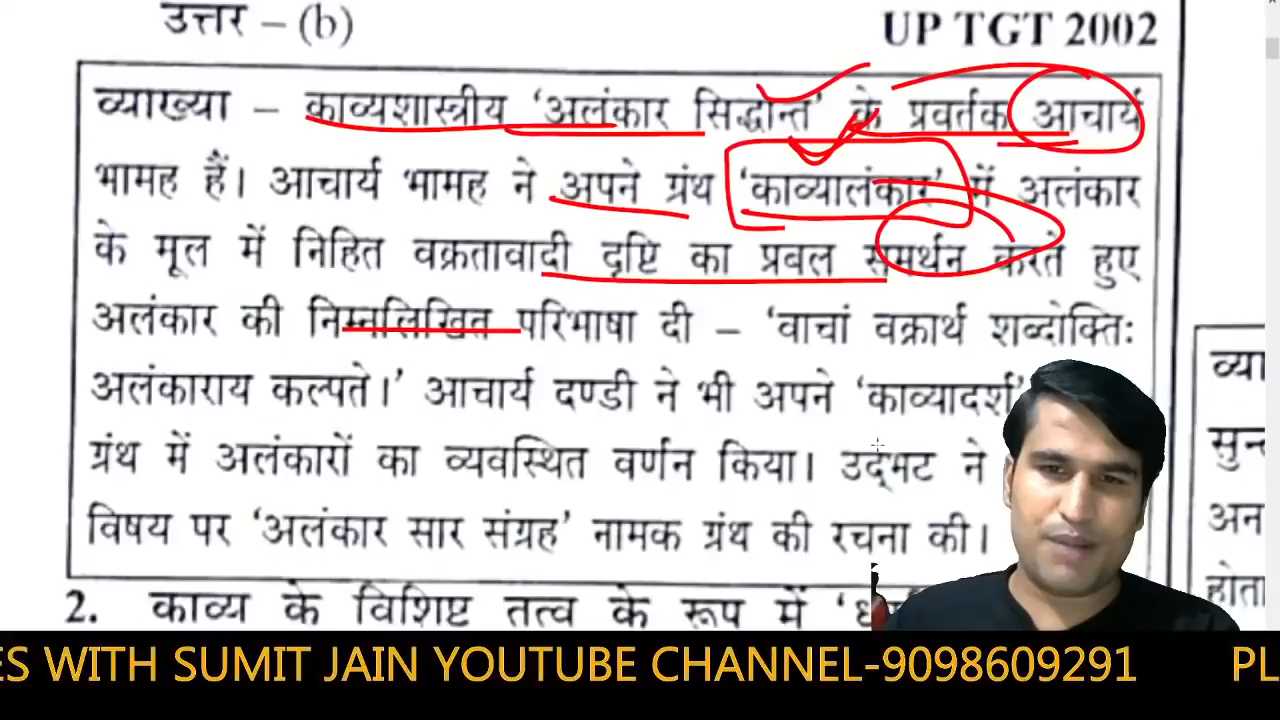 उत्तर – (b)
UP TGT 2002
व्याख्या – काव्यशास्त्रीय ‘अलंकार सिद्धान्त’ के प्रवर्तक आचार्य
भामह हैं। आचार्य भामह ने अपने ग्रंथ ‘काव्यालंकार’ में अलंकार
के मूल में निहित वक्रतावादी दृष्टि का प्रवल समर्थन करते हुए
अलंकार की निम्नलिखित परिभाषा दी – ‘वाचां वक्रार्थ शब्दोक्तिः
अलंकाराय कल्पते।’ आचार्य दण्डी ने भी अपने ‘काव्यादर्श’
ग्रंथ में अलंकारों का व्यवस्थित वर्णन किया। उद्भट ने
विषय पर ‘अलंकार सार संग्रह’ नामक ग्रंथ की रचना की।
2. काव्य के विशिष्ट तत्व के रूप में
ES WITH SUMIT JAIN YOUTUBE CHANNEL-9098609291 PL